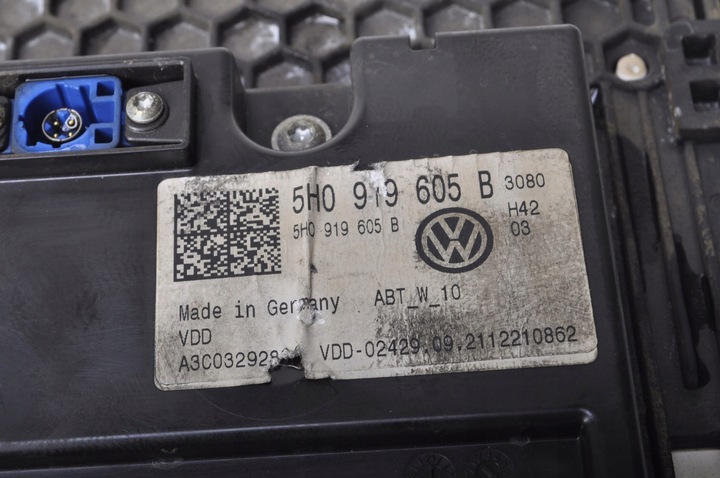 5H0 919 605 B 3080
5H0 919 605 B H42
03
Made in Germany ABT_W_10
VDD
VDD-02429.09.2112210862